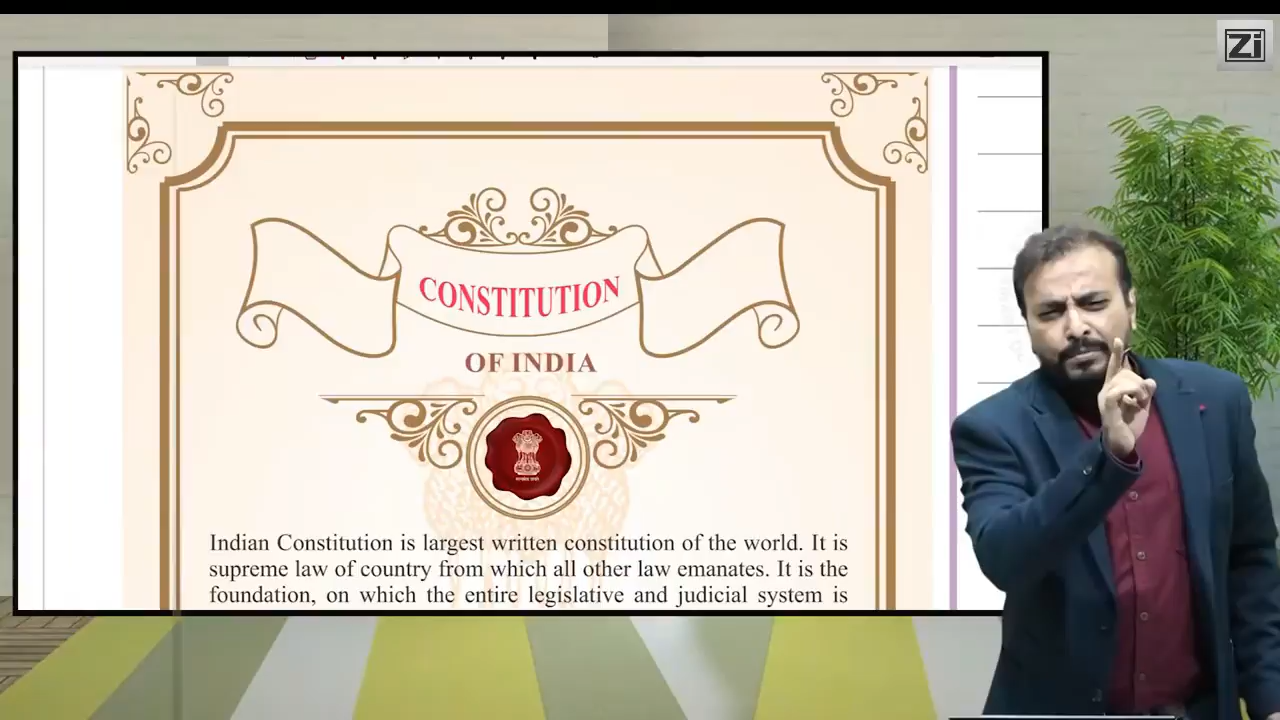 Zi
CONSTITUTION
OF INDIA
Indian Constitution is largest written constitution of the world. It is
supreme law of country from which all other law emanates. It is the
foundation, on which the entire legislative and judicial system is